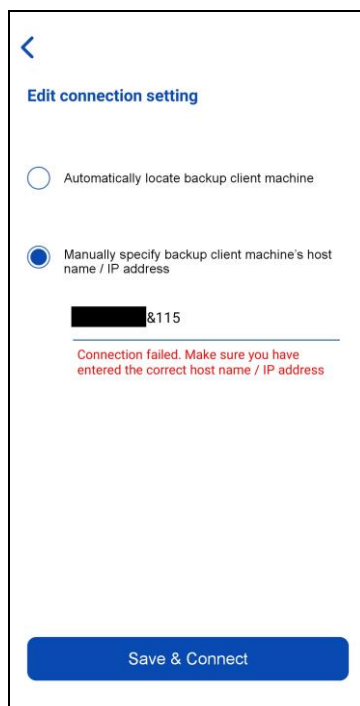 Edit connection setting
Automatically locate backup client machine
Manually specify backup client machine's host
name / IP address
&115
Connection failed. Make sure you have
entered the correct host name / IP address
Save & Connect